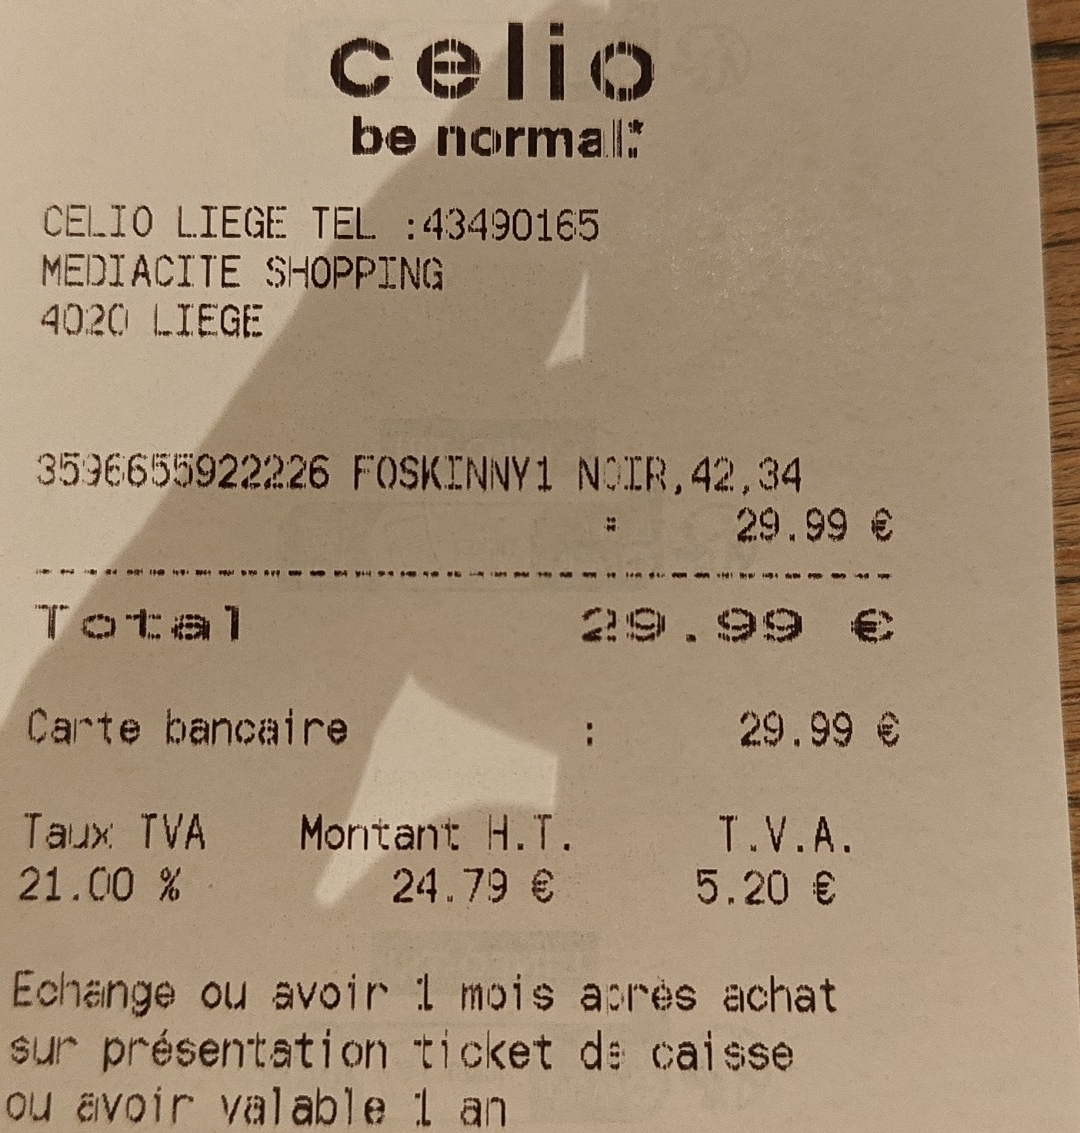 celio
be normal.*
CELIO LIEGE TEL :43490165
MEDIACITE SHOPPING
4020 LIEGE
3596655922226 FOSKINNY1 NOIR,42,34
: 29.99 €
Total 29.99 €
Carte bancaire : 29.99 €
Taux TVA Montant H.T. T.V.A.
21.00 % 24.79 € 5.20 €
Echange ou avoir 1 mois après achat
sur présentation ticket de caisse
ou avoir valable 1 an